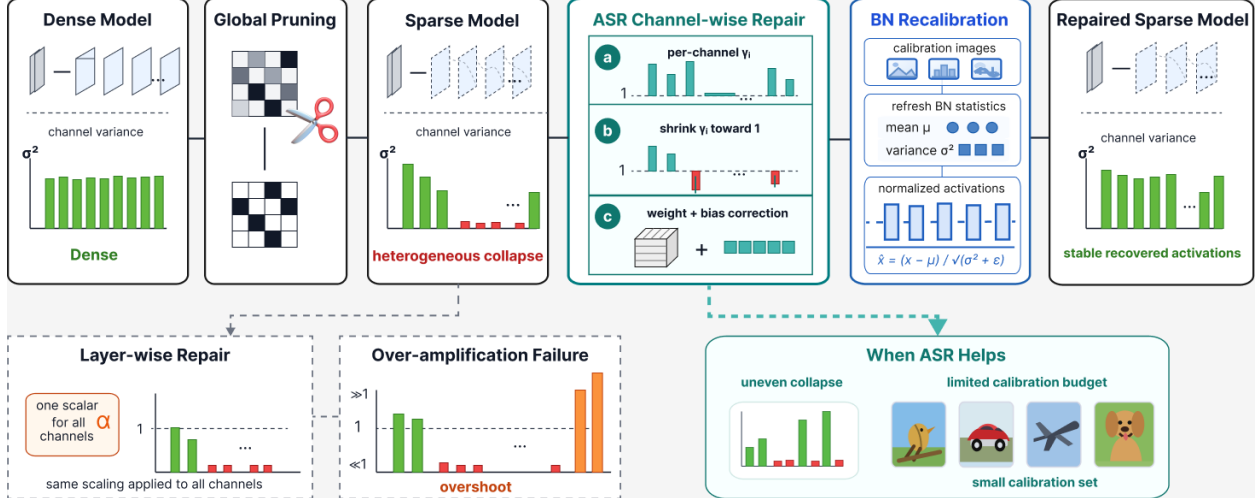 Dense Model
channel variance
σ²
Dense
Global Pruning
Sparse Model
...
channel variance
σ²
...
heterogeneous collapse
ASR Channel-wise Repair
a
per-channel γᵢ
1
...
b
shrink γᵢ toward 1
1
...
c
weight + bias correction
+
BN Recalibration
calibration images
refresh BN statistics
mean μ
variance σ²
normalized activations
x̂ = (x − μ) / √(σ² + ε)
Repaired Sparse Model
...
channel variance
σ²
...
stable recovered activations
Layer-wise Repair
one scalar
for all
channels
α
1
...
same scaling applied to all channels
Over-amplification Failure
≫1
1
≪1
...
overshoot
When ASR Helps
uneven collapse
limited calibration budget
small calibration set